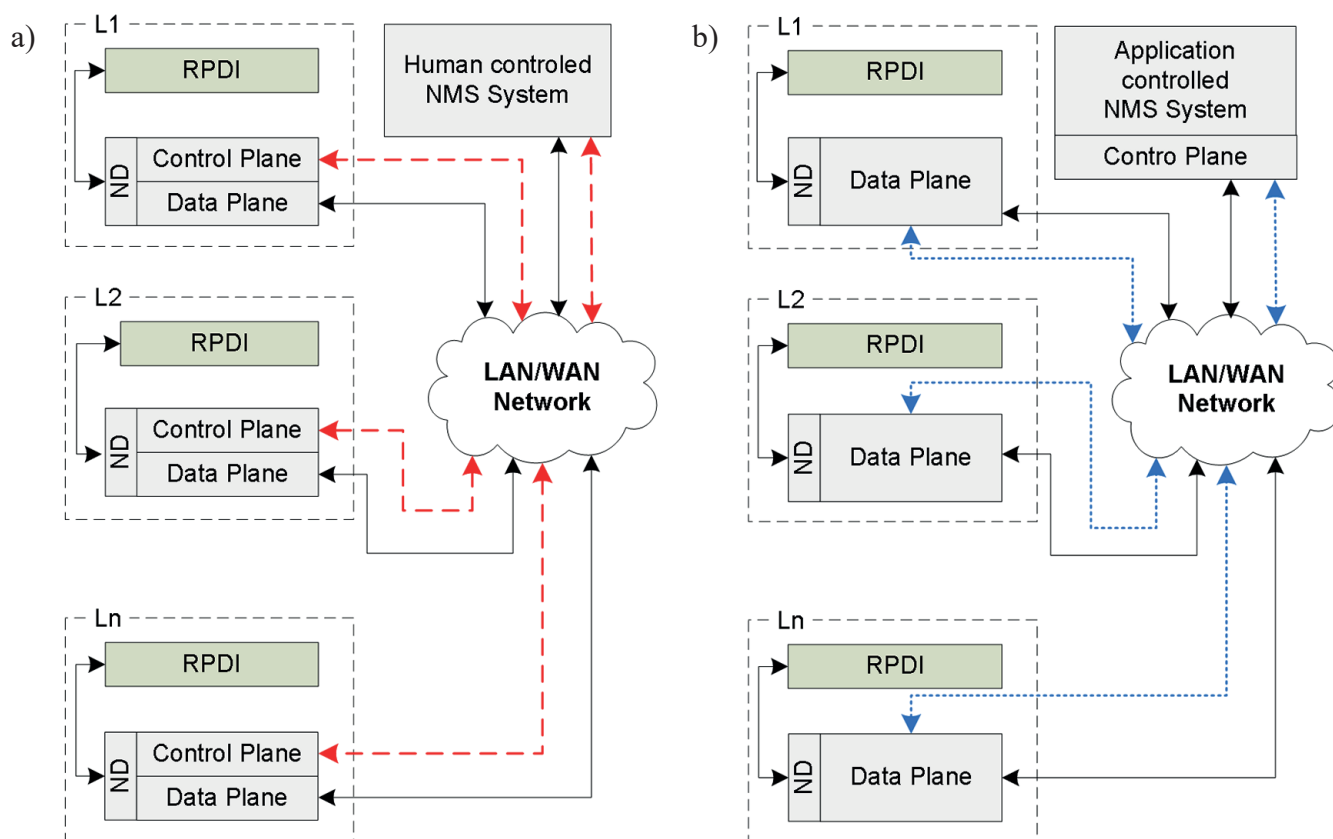 a)
L1
RPDI
ND
Control Plane
Data Plane
Human controled
NMS System
L2
RPDI
ND
Control Plane
Data Plane
LAN/WAN
Network
Ln
RPDI
ND
Control Plane
Data Plane
b)
L1
RPDI
ND
Data Plane
Application
controlled
NMS System
Contro Plane
L2
RPDI
ND
Data Plane
LAN/WAN
Network
Ln
RPDI
ND
Data Plane